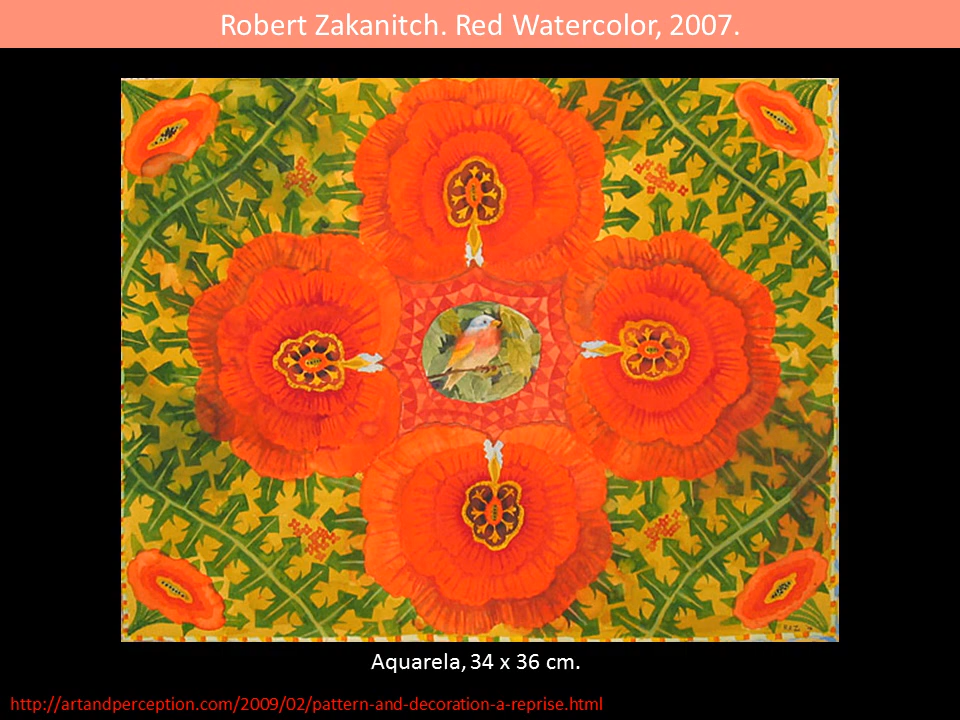 Robert Zakanitch. Red Watercolor, 2007.
Aquarela, 34 x 36 cm.
http://artandperception.com/2009/02/pattern-and-decoration-a-reprise.html